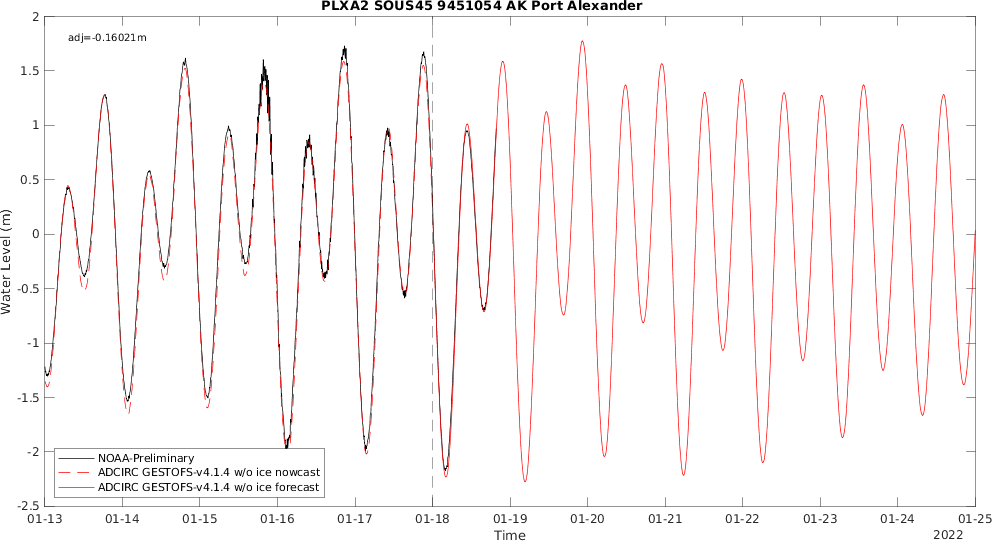 PLXA2 SOUS45 9451054 AK Port Alexander
adj=-0.16021m
2
1.5
1
0.5
0
-0.5
-1
-1.5
-2
-2.5
Water Level (m)
NOAA-Preliminary
ADCIRC GESTOFS-v4.1.4 w/o ice nowcast
ADCIRC GESTOFS-v4.1.4 w/o ice forecast
01-13 01-14 01-15 01-16 01-17 01-18 01-19 01-20 01-21 01-22 01-23 01-24 01-25
Time
2022